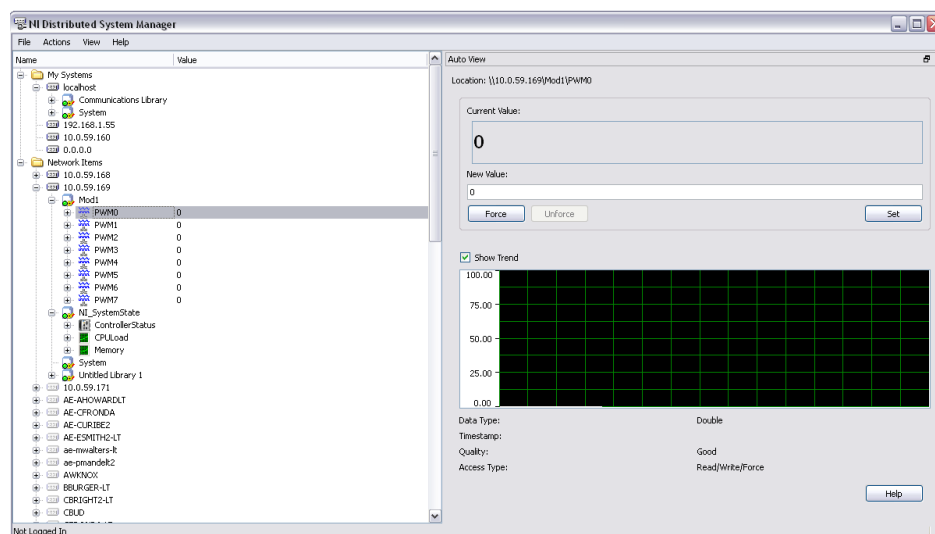 NI Distributed System Manager
File Actions View Help
Name Value
My Systems
localhost
Communications Library
System
192.168.1.55
10.0.59.160
0.0.0.0
Network Items
10.0.59.168
10.0.59.169
Mod1
PWM0 0
PWM1 0
PWM2 0
PWM3 0
PWM4 0
PWM5 0
PWM6 0
PWM7 0
NI_SystemState
ControllerStatus
CPULoad
Memory
System
Untitled Library 1
10.0.59.171
AE-AHOWARDLT
AE-CFRONDA
AE-CURIBE2
AE-ESMITH2-LT
ae-mwalters-lt
ae-pmandelt2
AWKNOX
BBURGER-LT
CBRIGHT2-LT
CBUD
Not Logged In
Auto View
Location: \\10.0.59.169\Mod1\PWM0
Current Value:
0
New Value:
0
Force Unforce Set
Show Trend
100.00
75.00
50.00
25.00
0.00
Data Type: Double
Timestamp:
Quality: Good
Access Type: Read/Write/Force
Help